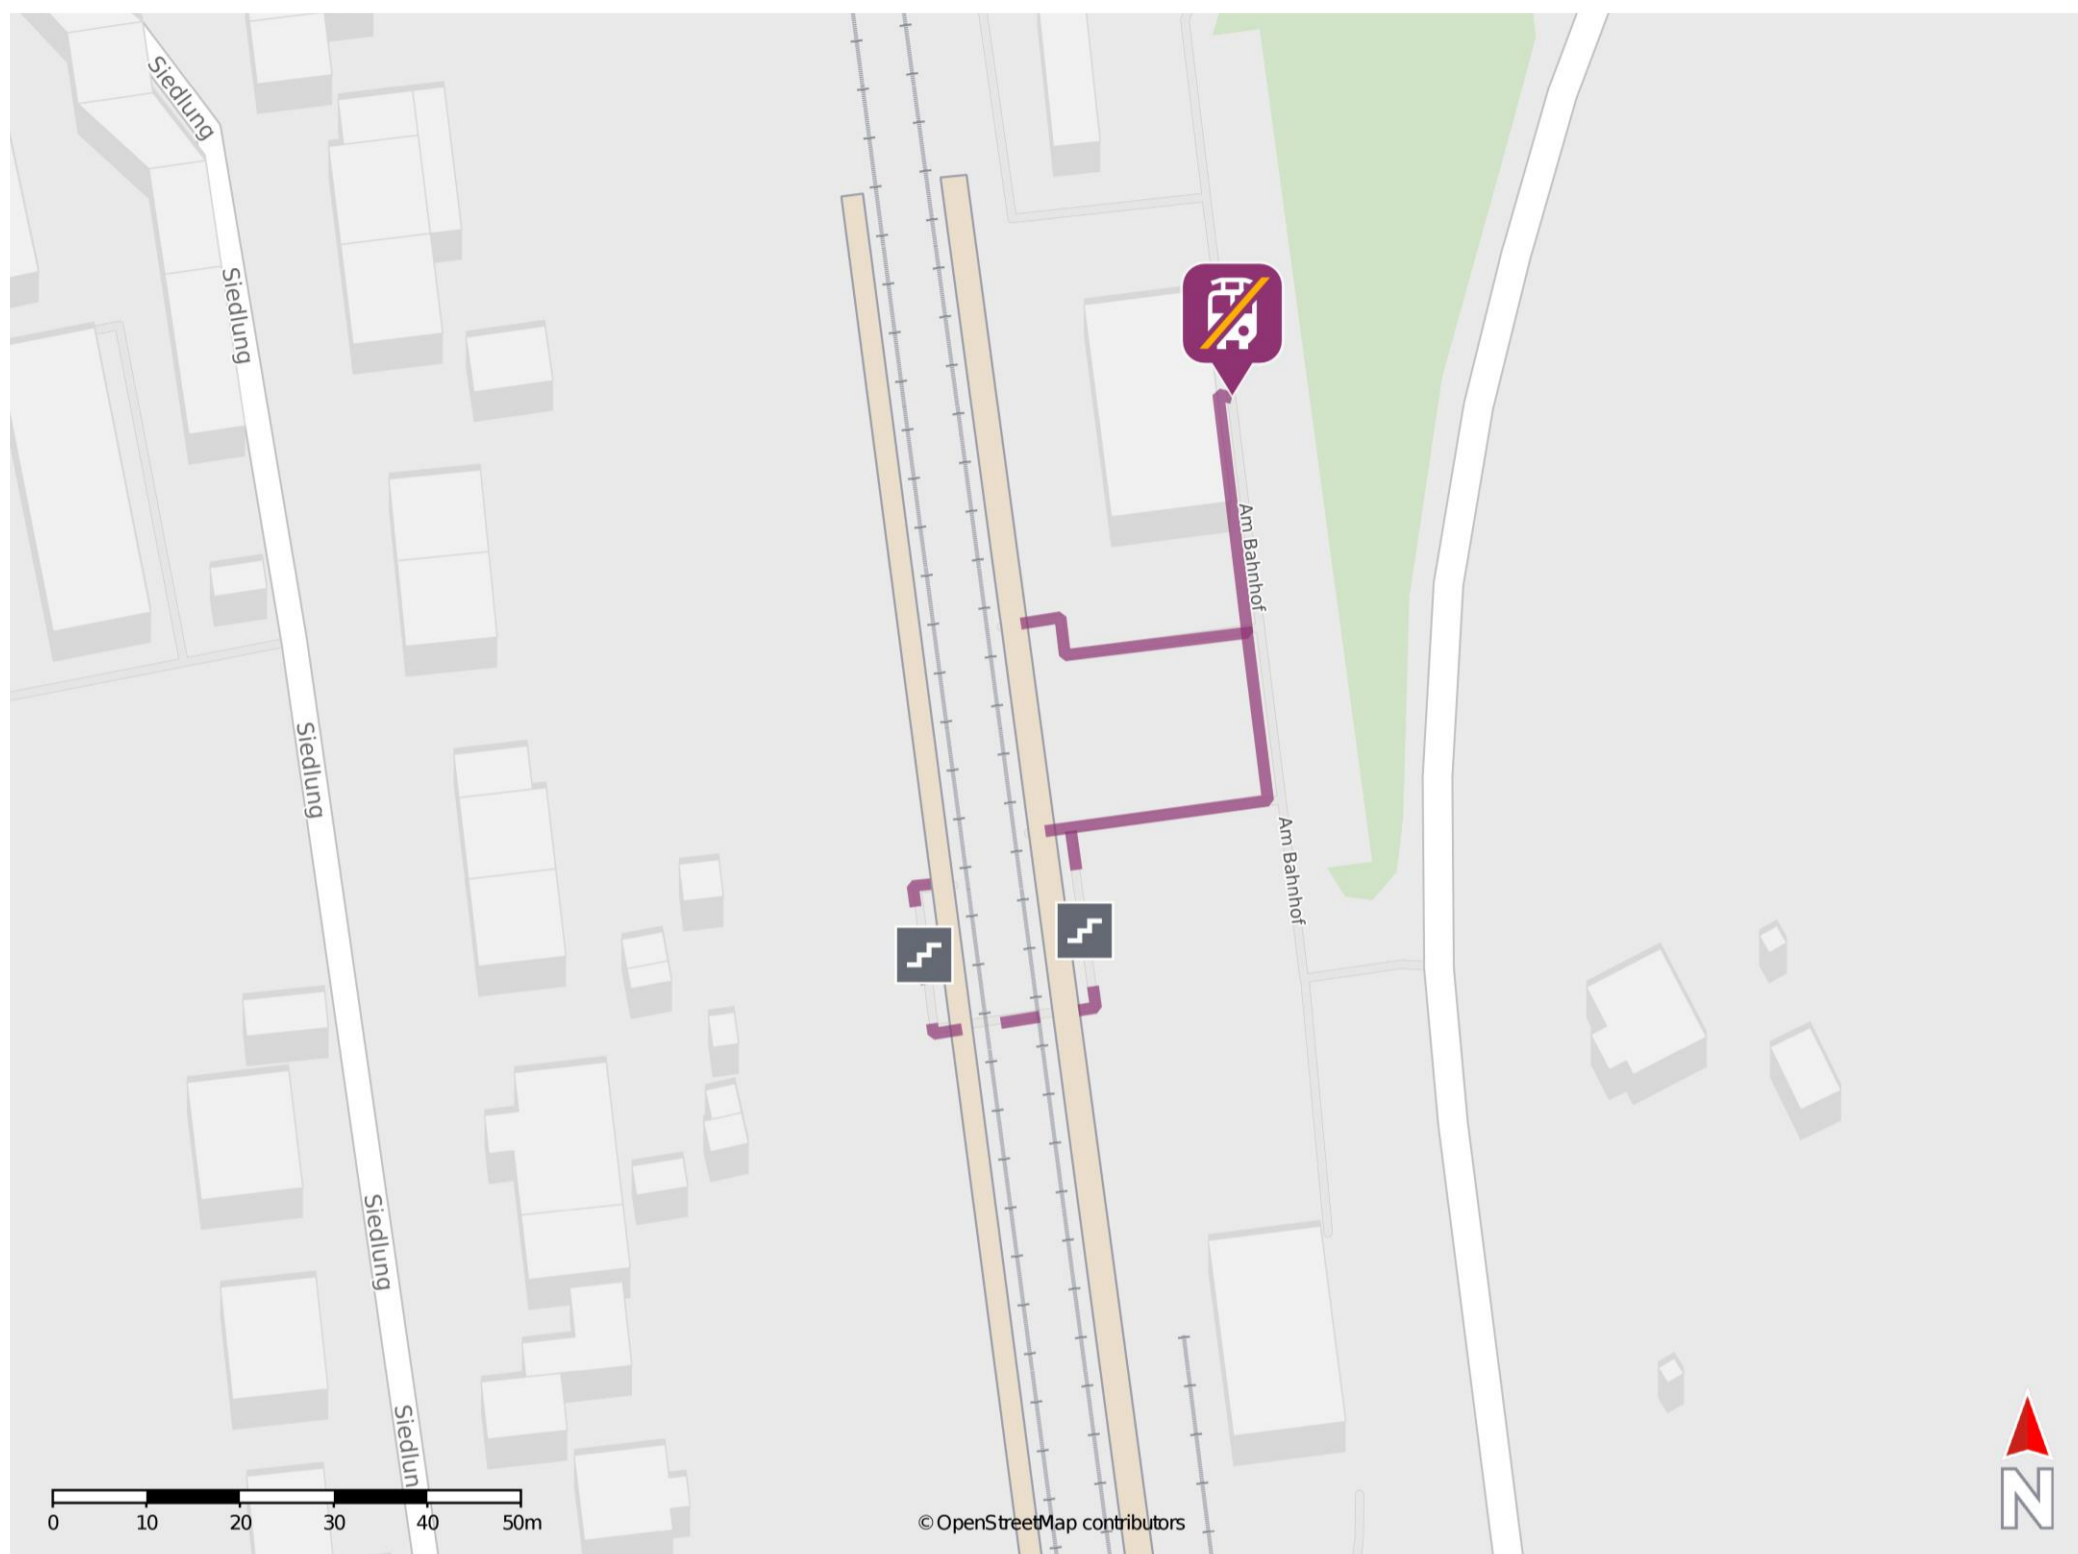 Siedlung
Siedlung
Am Bahnhof
Siedlung
Am Bahnhof
Siedlung
Siedlun
0 10 20 30 40 50m
© OpenStreetMap contributors
N